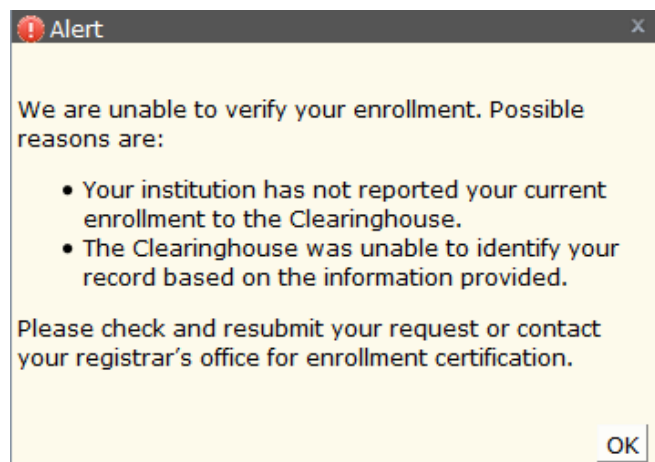 Alert x
We are unable to verify your enrollment. Possible
reasons are:
• Your institution has not reported your current
enrollment to the Clearinghouse.
• The Clearinghouse was unable to identify your
record based on the information provided.
Please check and resubmit your request or contact
your registrar’s office for enrollment certification.
OK